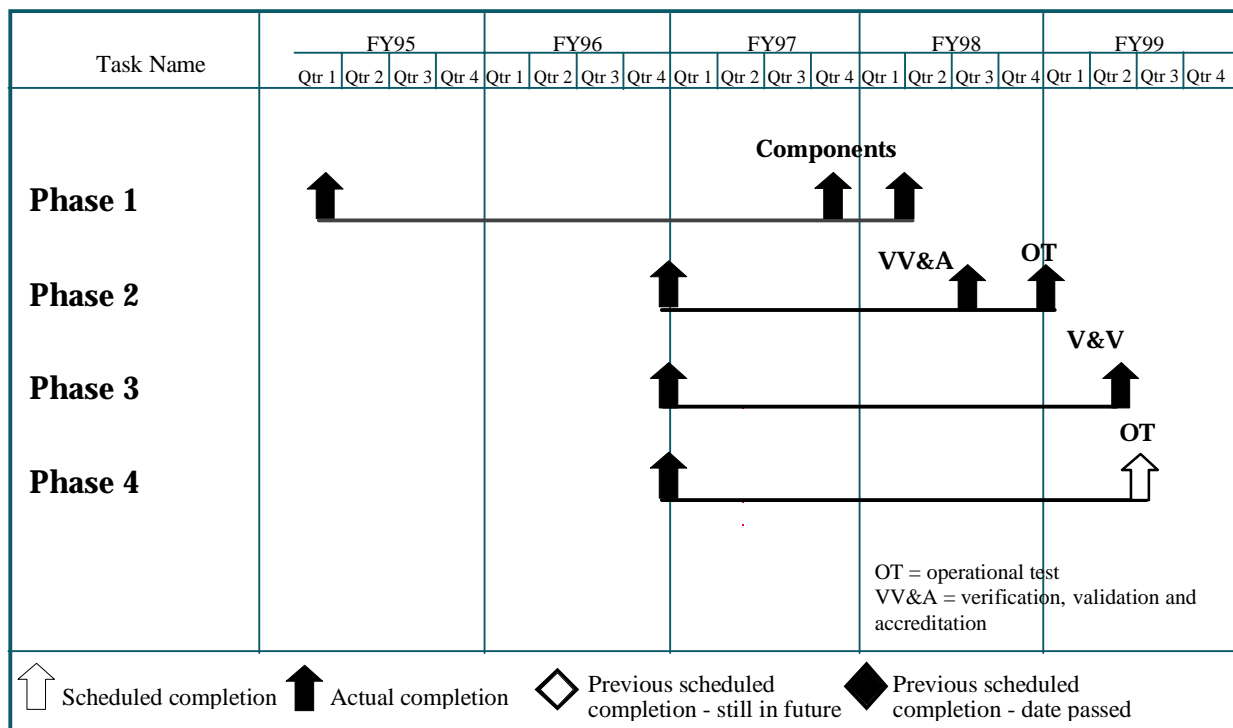 Task Name
FY95 FY96 FY97 FY98 FY99
Qtr 1 Qtr 2 Qtr 3 Qtr 4 Qtr 1 Qtr 2 Qtr 3 Qtr 4 Qtr 1 Qtr 2 Qtr 3 Qtr 4 Qtr 1 Qtr 2 Qtr 3 Qtr 4 Qtr 1 Qtr 2 Qtr 3 Qtr 4
Components
Phase 1
VV&A OT
Phase 2
V&V
Phase 3
OT
Phase 4
OT = operational test
VV&A = verification, validation and
accreditation
Scheduled completion
Actual completion
Previous scheduled
completion - still in future
Previous scheduled
completion - date passed